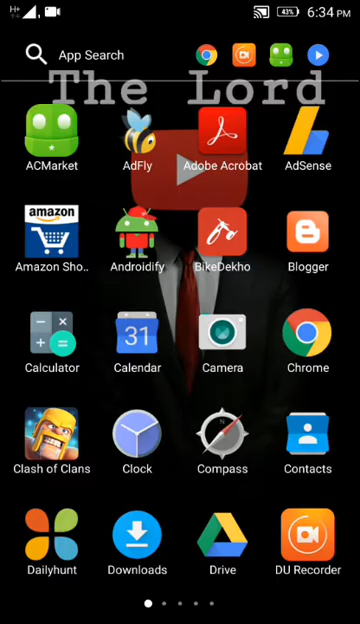 H+ 43% 6:34 PM
App Search
The Lord
ACMarket AdFly Adobe Acrobat AdSense
amazon
Amazon Sho.. Androidify BikeDekho Blogger
31
Calculator Calendar Camera Chrome
N
Clash of Clans Clock Compass Contacts
Dailyhunt Downloads Drive DU Recorder